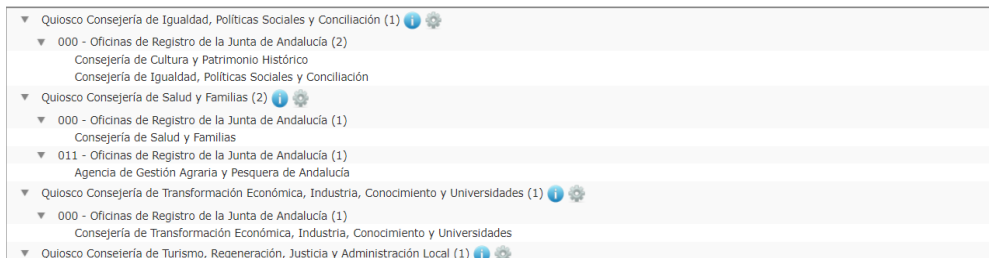 Quiosco Consejería de Igualdad, Políticas Sociales y Conciliación (1)
000 - Oficinas de Registro de la Junta de Andalucía (2)
Consejería de Cultura y Patrimonio Histórico
Consejería de Igualdad, Políticas Sociales y Conciliación
Quiosco Consejería de Salud y Familias (2)
000 - Oficinas de Registro de la Junta de Andalucía (1)
Consejería de Salud y Familias
011 - Oficinas de Registro de la Junta de Andalucía (1)
Agencia de Gestión Agraria y Pesquera de Andalucía
Quiosco Consejería de Transformación Económica, Industria, Conocimiento y Universidades (1)
000 - Oficinas de Registro de la Junta de Andalucía (1)
Consejería de Transformación Económica, Industria, Conocimiento y Universidades
Quiosco Consejería de Turismo, Regeneración, Justicia y Administración Local (1)